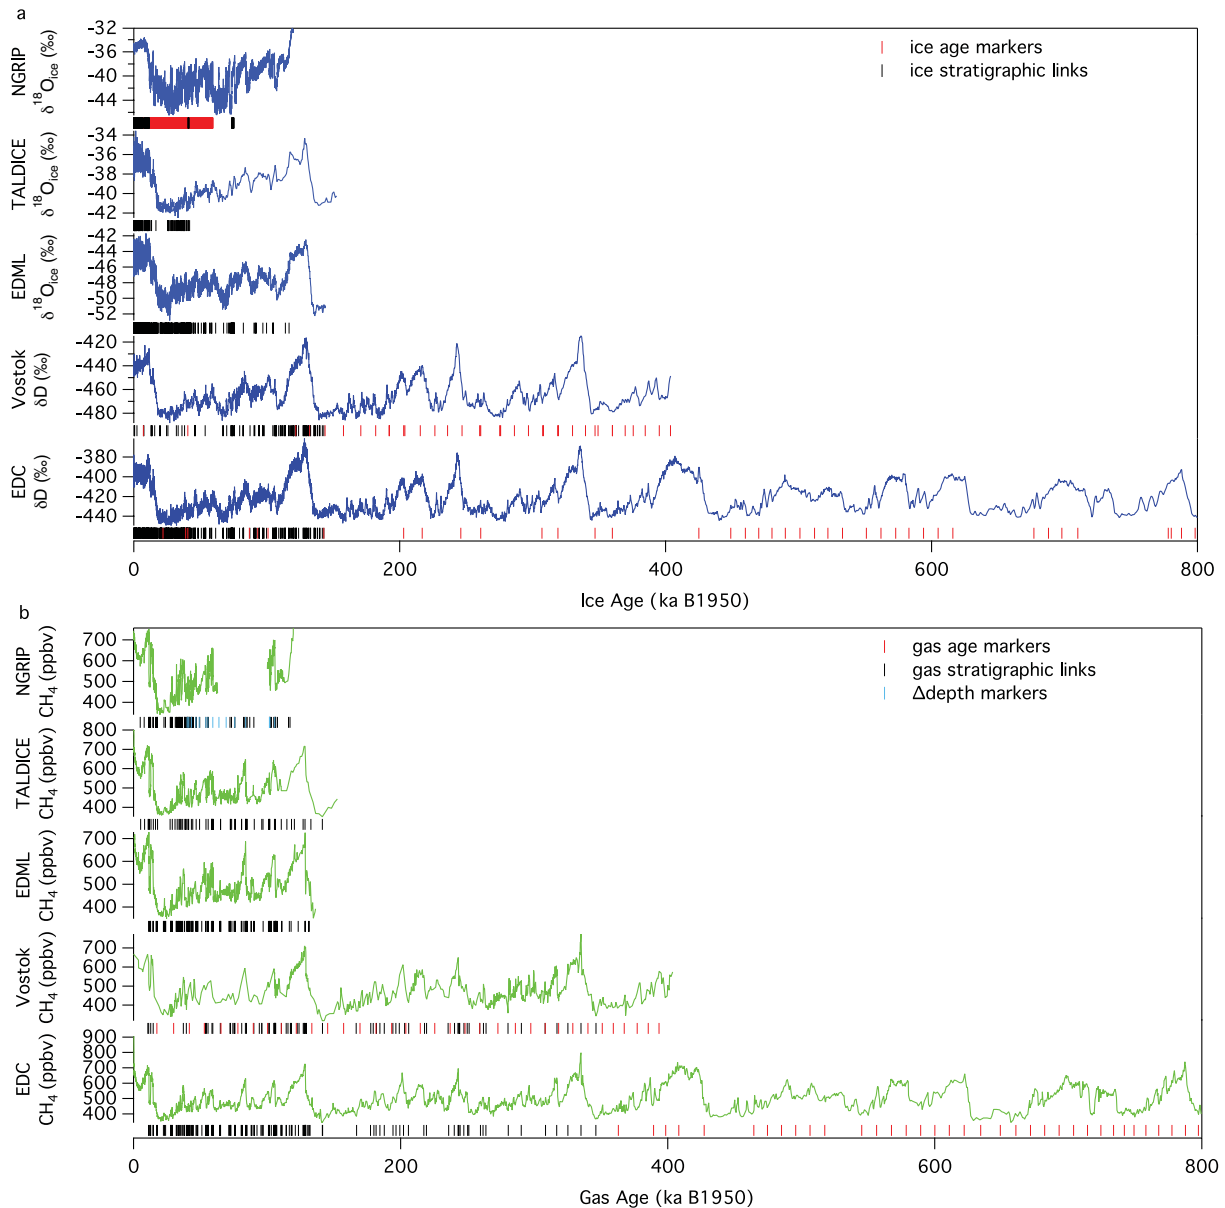 a
NGRIP
δ¹⁸Oice (‰)
-32
-36
-40
-44
ice age markers
ice stratigraphic links
TALDICE
δ¹⁸Oice (‰)
-34
-36
-38
-40
-42
EDML
δ¹⁸Oice (‰)
-42
-44
-46
-48
-50
-52
Vostok
δD (‰)
-420
-440
-460
-480
EDC
δD (‰)
-380
-400
-420
-440
0 200 400 600 800
Ice Age (ka B1950)
b
NGRIP
CH₄ (ppbv)
700
600
500
400
gas age markers
gas stratigraphic links
Δdepth markers
TALDICE
CH₄ (ppbv)
800
700
600
500
400
EDML
CH₄ (ppbv)
700
600
500
400
Vostok
CH₄ (ppbv)
700
600
500
400
EDC
CH₄ (ppbv)
900
800
700
600
500
400
0 200 400 600 800
Gas Age (ka B1950)